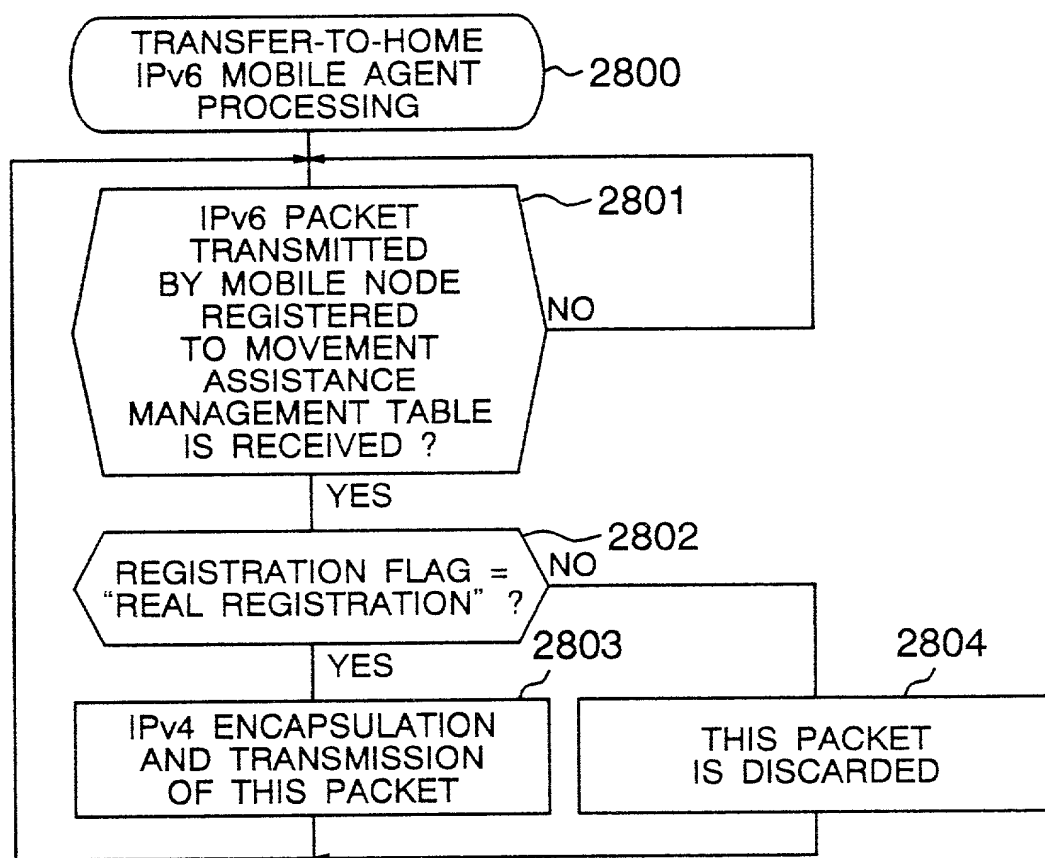 TRANSFER-TO-HOME
IPv6 MOBILE AGENT
PROCESSING
2800
2801
IPv6 PACKET
TRANSMITTED
BY MOBILE NODE
REGISTERED
TO MOVEMENT
ASSISTANCE
MANAGEMENT TABLE
IS RECEIVED ?
NO
YES
2802
REGISTRATION FLAG =
“REAL REGISTRATION” ?
NO
YES
2803
IPv4 ENCAPSULATION
AND TRANSMISSION
OF THIS PACKET
2804
THIS PACKET
IS DISCARDED